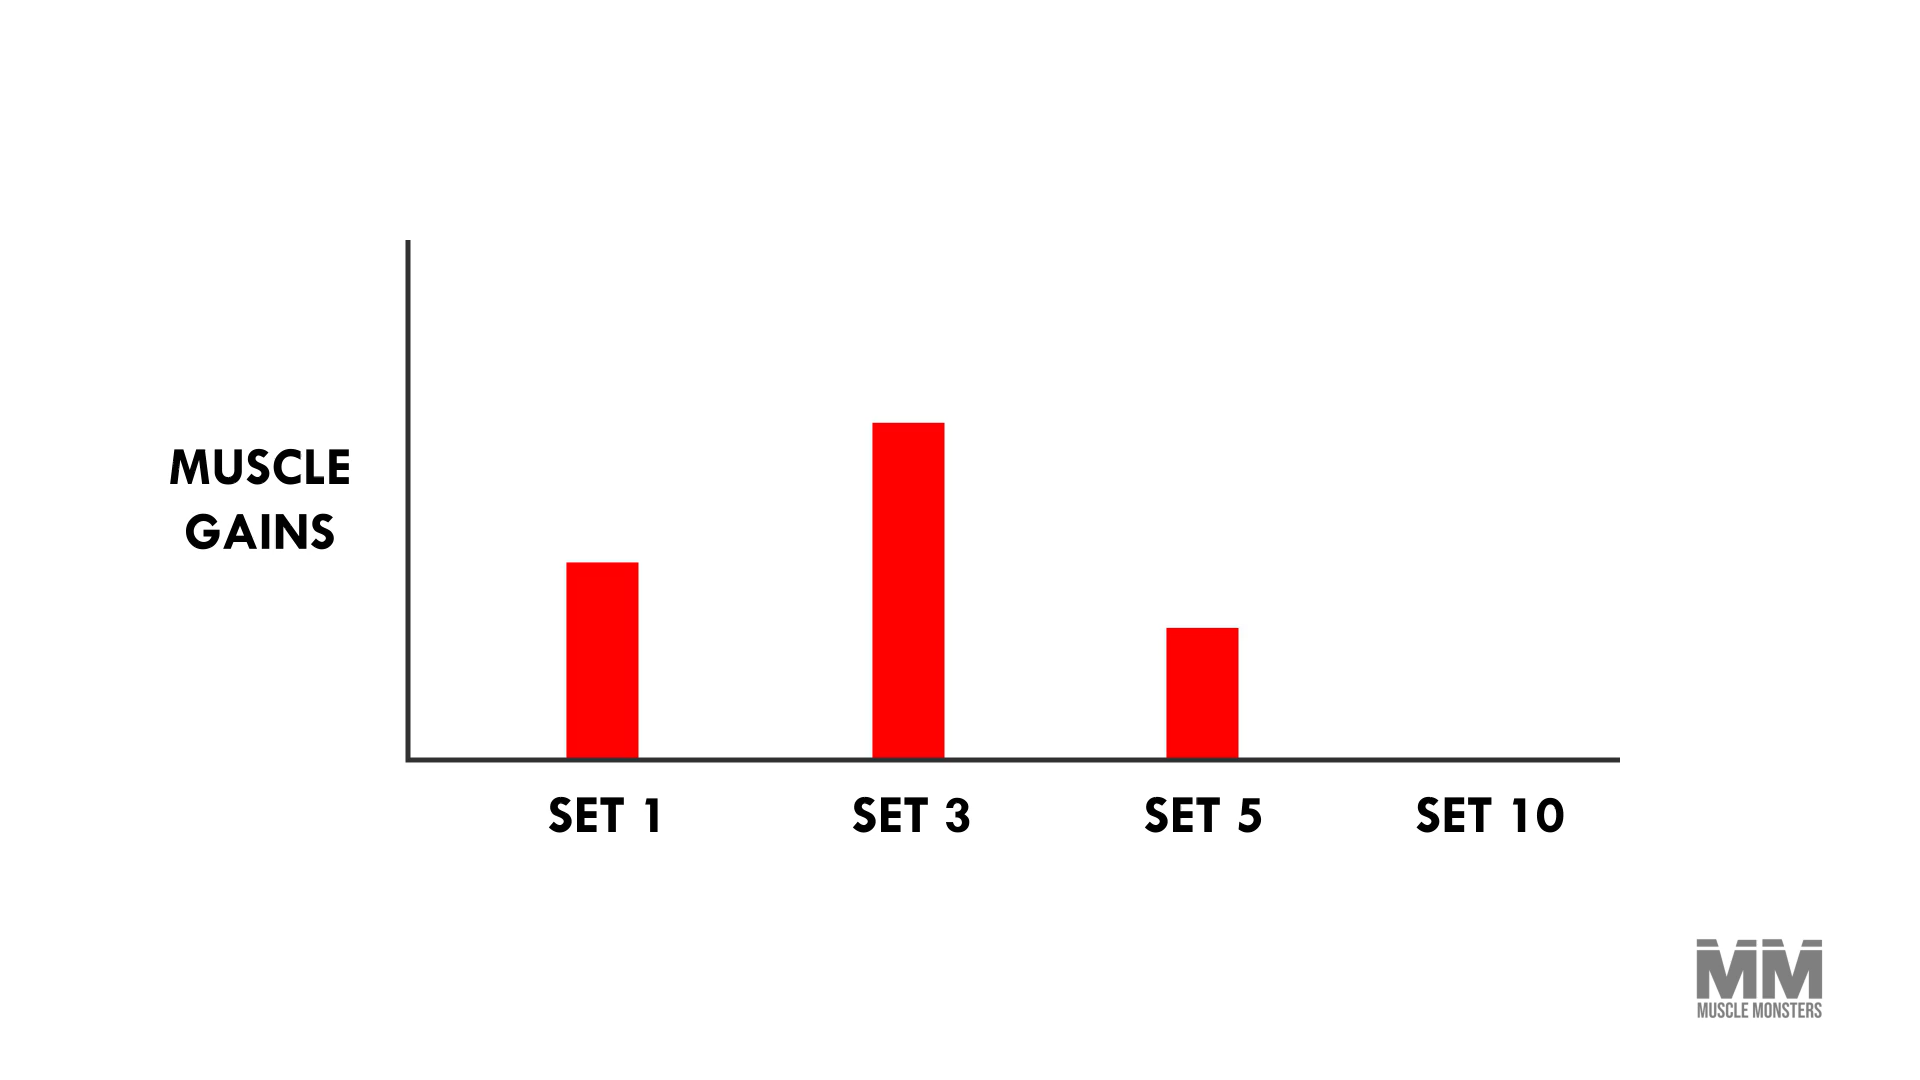 MUSCLE
GAINS
SET 1
SET 3
SET 5
SET 10
MM
MUSCLE MONSTERS